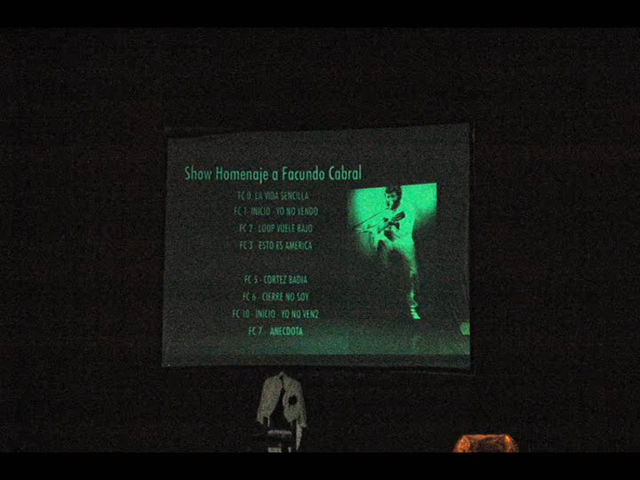 Show Homenaje a Facundo Cabral
FC 0 LA VIDA SENCILLA
FC 1- INICIO - YO NO VENDO
FC 2 - LOOP VUELE BAJO
FC 3 - ESTO ES AMERICA
FC 5 - CORTEZ BADIA
FC 6 - CIERRE NO SOY
FC 10 - INICIO - YO NO VEN2
FC 7 - ANECDOTA